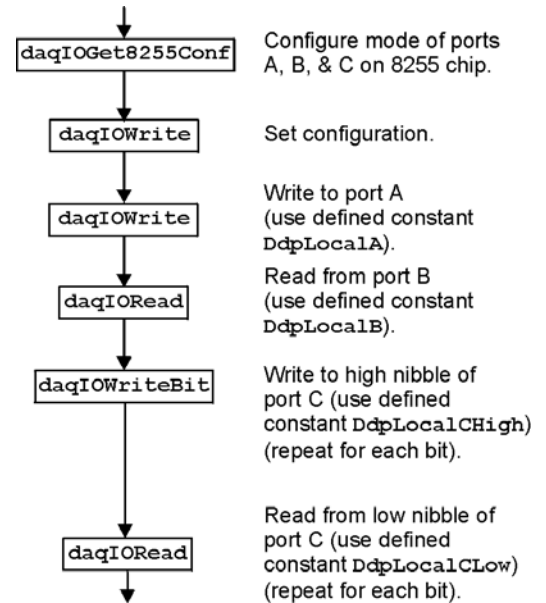 daqIOGet8255Conf
Configure mode of ports
A, B, & C on 8255 chip.
daqIOWrite
Set configuration.
daqIOWrite
Write to port A
(use defined constant
DdpLocalA).
daqIORead
Read from port B
(use defined constant
DdpLocalB).
daqIOWriteBit
Write to high nibble of
port C (use defined
constant DdpLocalCHigh)
(repeat for each bit).
daqIORead
Read from low nibble of
port C (use defined
constant DdpLocalCLow)
(repeat for each bit).